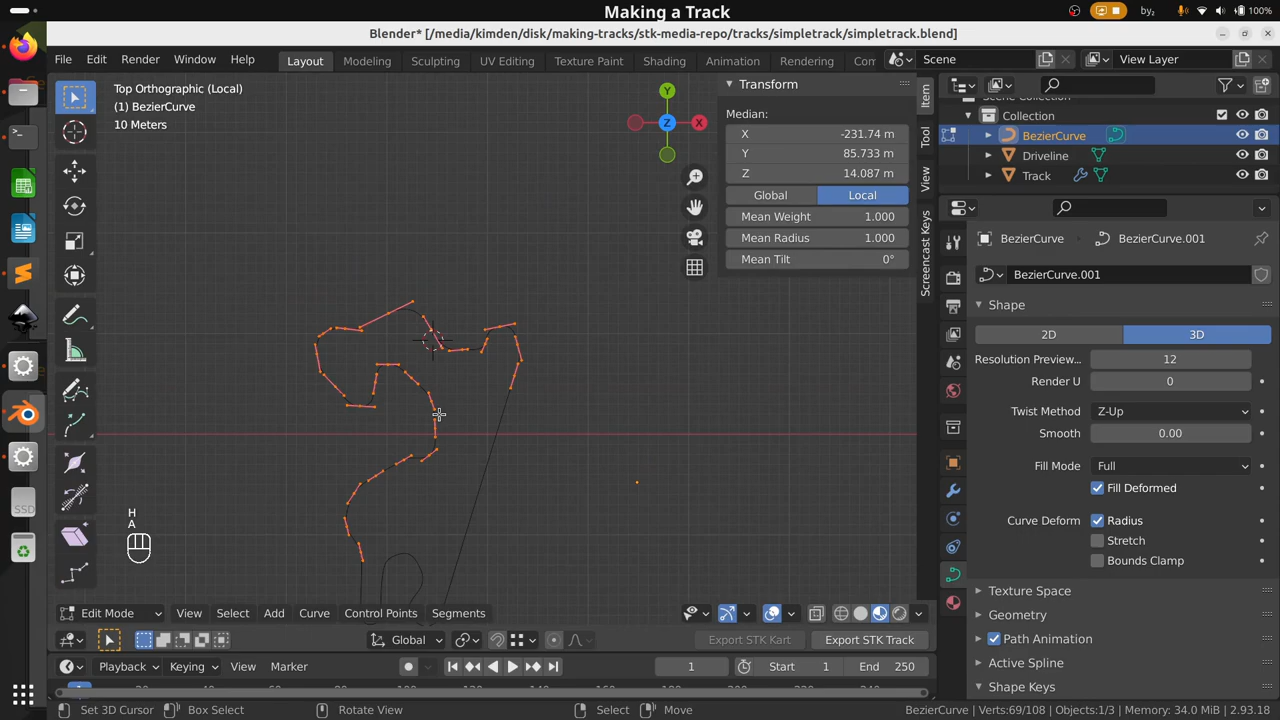 Making a Track
by₂
100%
Blender* [/media/kimden/disk/making-tracks/stk-media-repo/tracks/simpletrack/simpletrack.blend]
File Edit Render Window Help Layout Modeling Sculpting UV Editing Texture Paint Shading Animation Rendering Com Scene View Layer
Top Orthographic (Local)
(1) BezierCurve
10 Meters
Y
X
Z
Transform
Median:
X -231.74 m
Y 85.733 m
Z 14.087 m
Global Local
Mean Weight 1.000
Mean Radius 1.000
Mean Tilt 0°
Item
Tool
View
Screencast Keys
Scene Collection
Collection
BezierCurve
Driveline
Track
BezierCurve BezierCurve.001
BezierCurve.001
Shape
2D 3D
Resolution Preview... 12
Render U 0
Twist Method Z-Up
Smooth 0.00
Fill Mode Full
Fill Deformed
Curve Deform Radius
Stretch
Bounds Clamp
Texture Space
Geometry
Path Animation
Active Spline
Shape Keys
SSD
H
A
Edit Mode View Select Add Curve Control Points Segments
Global Export STK Kart Export STK Track
Playback Keying View Marker 1 Start 1 End 250
Set 3D Cursor Box Select Rotate View Select Move BezierCurve | Verts:69/108 | Objects:1/3 | Memory: 34.0 MiB | 2.93.18